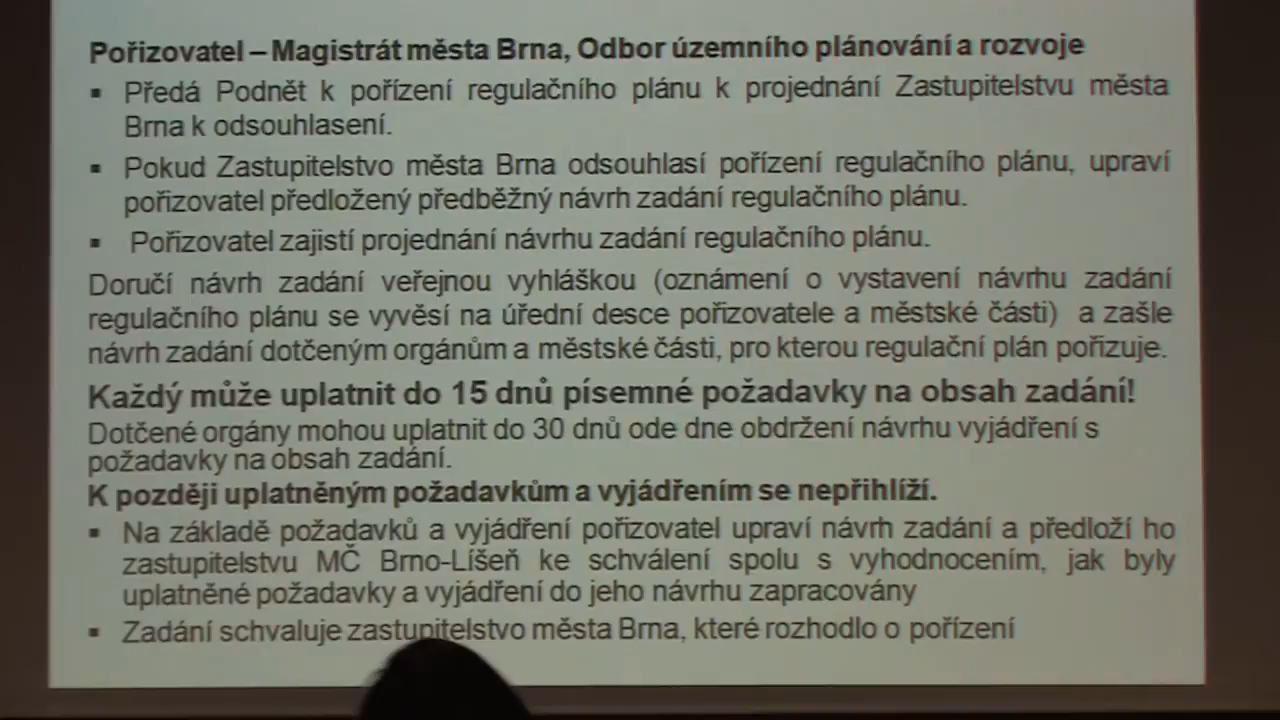 Pořizovatel – Magistrát města Brna, Odbor územního plánování a rozvoje
▪ Předá Podnět k pořízení regulačního plánu k projednání Zastupitelstvu města
Brna k odsouhlasení.
▪ Pokud Zastupitelstvo města Brna odsouhlasí pořízení regulačního plánu, upraví
pořizovatel předložený předběžný návrh zadání regulačního plánu.
▪ Pořizovatel zajistí projednání návrhu zadání regulačního plánu.
Doručí návrh zadání veřejnou vyhláškou (oznámení o vystavení návrhu zadání
regulačního plánu se vyvěsí na úřední desce pořizovatele a městské části) a zašle
návrh zadání dotčeným orgánům a městské části, pro kterou regulační plán pořizuje.
Každý může uplatnit do 15 dnů písemné požadavky na obsah zadání!
Dotčené orgány mohou uplatnit do 30 dnů ode dne obdržení návrhu vyjádření s
požadavky na obsah zadání.
K později uplatněným požadavkům a vyjádřením se nepřihlíží.
▪ Na základě požadavků a vyjádření pořizovatel upraví návrh zadání a předloží ho
zastupitelstvu MČ Brno-Líšeň ke schválení spolu s vyhodnocením, jak byly
uplatněné požadavky a vyjádření do jeho návrhu zapracovány
▪ Zadání schvaluje zastupitelstvo města Brna, které rozhodlo o pořízení